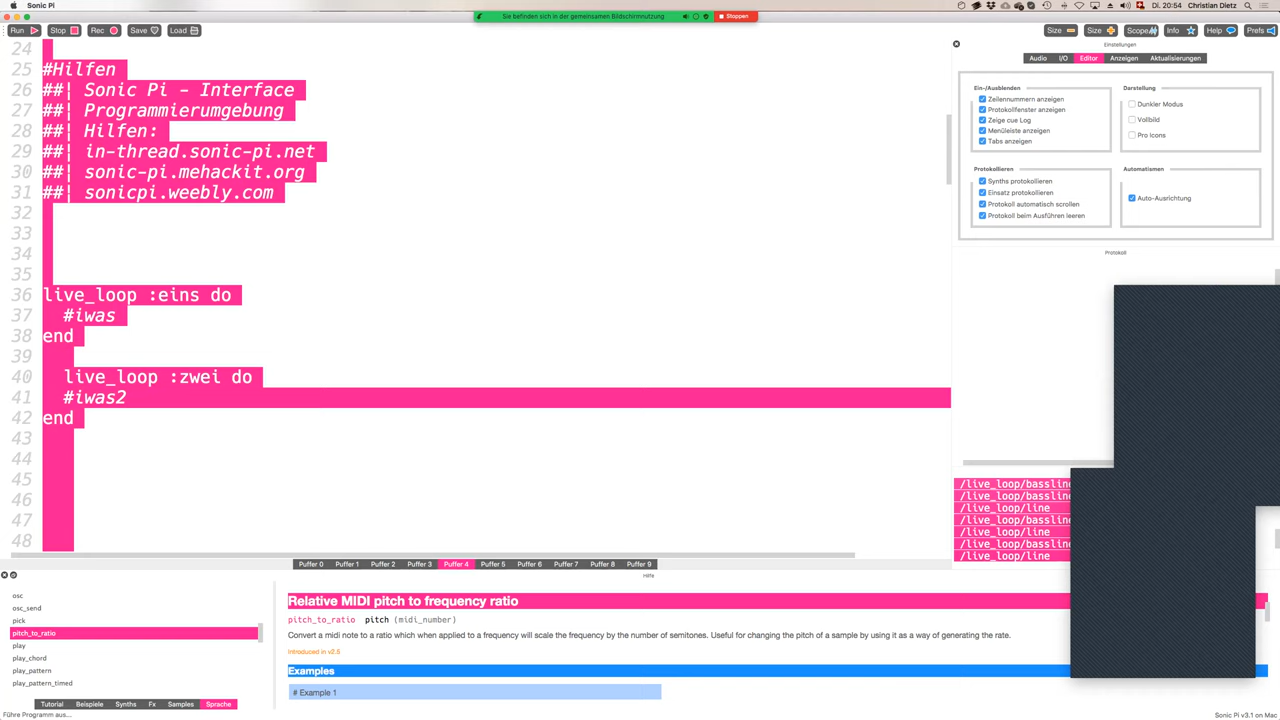 Sonic Pi
Sie befinden sich in der gemeinsamen Bildschirmnutzung
Stoppen
Di. 20:54 Christian Dietz
Run Stop Rec Save Load
Size Size Scope Info Help Prefs
24
25 #Hilfen
26 ##| Sonic Pi - Interface
27 ##| Programmierumgebung
28 ##| Hilfen:
29 ##| in-thread.sonic-pi.net
30 ##| sonic-pi.mehackit.org
31 ##| sonicpi.weebly.com
32
33
34
35
36 live_loop :eins do
37 #iwas
38 end
39
40 live_loop :zwei do
41 #iwas2
42 end
43
44
45
46
47
48
Puffer 0 Puffer 1 Puffer 2 Puffer 3 Puffer 4 Puffer 5 Puffer 6 Puffer 7 Puffer 8 Puffer 9
Einstellungen
Audio I/O Editor Anzeigen Aktualisierungen
Ein-/Ausblenden
Zeilennummern anzeigen
Protokollfenster anzeigen
Zeige cue Log
Menüleiste anzeigen
Tabs anzeigen
Darstellung
Dunkler Modus
Vollbild
Pro Icons
Protokollieren
Synths protokollieren
Einsatz protokollieren
Protokoll automatisch scrollen
Protokoll beim Ausführen leeren
Automatismen
Auto-Ausrichtung
Protokoll
/live_loop/bassline
/live_loop/bassline
/live_loop/line
/live_loop/bassline
/live_loop/line
/live_loop/bassline
/live_loop/line
Hilfe
osc
osc_send
pick
pitch_to_ratio
play
play_chord
play_pattern
play_pattern_timed
Tutorial Beispiele Synths Fx Samples Sprache
Relative MIDI pitch to frequency ratio
pitch_to_ratio pitch (midi_number)
Convert a midi note to a ratio which when applied to a frequency will scale the frequency by the number of semitones. Useful for changing the pitch of a sample by using it as a way of generating the rate.
Introduced in v2.5
Examples
# Example 1
Führe Programm aus...
Sonic Pi v3.1 on Mac